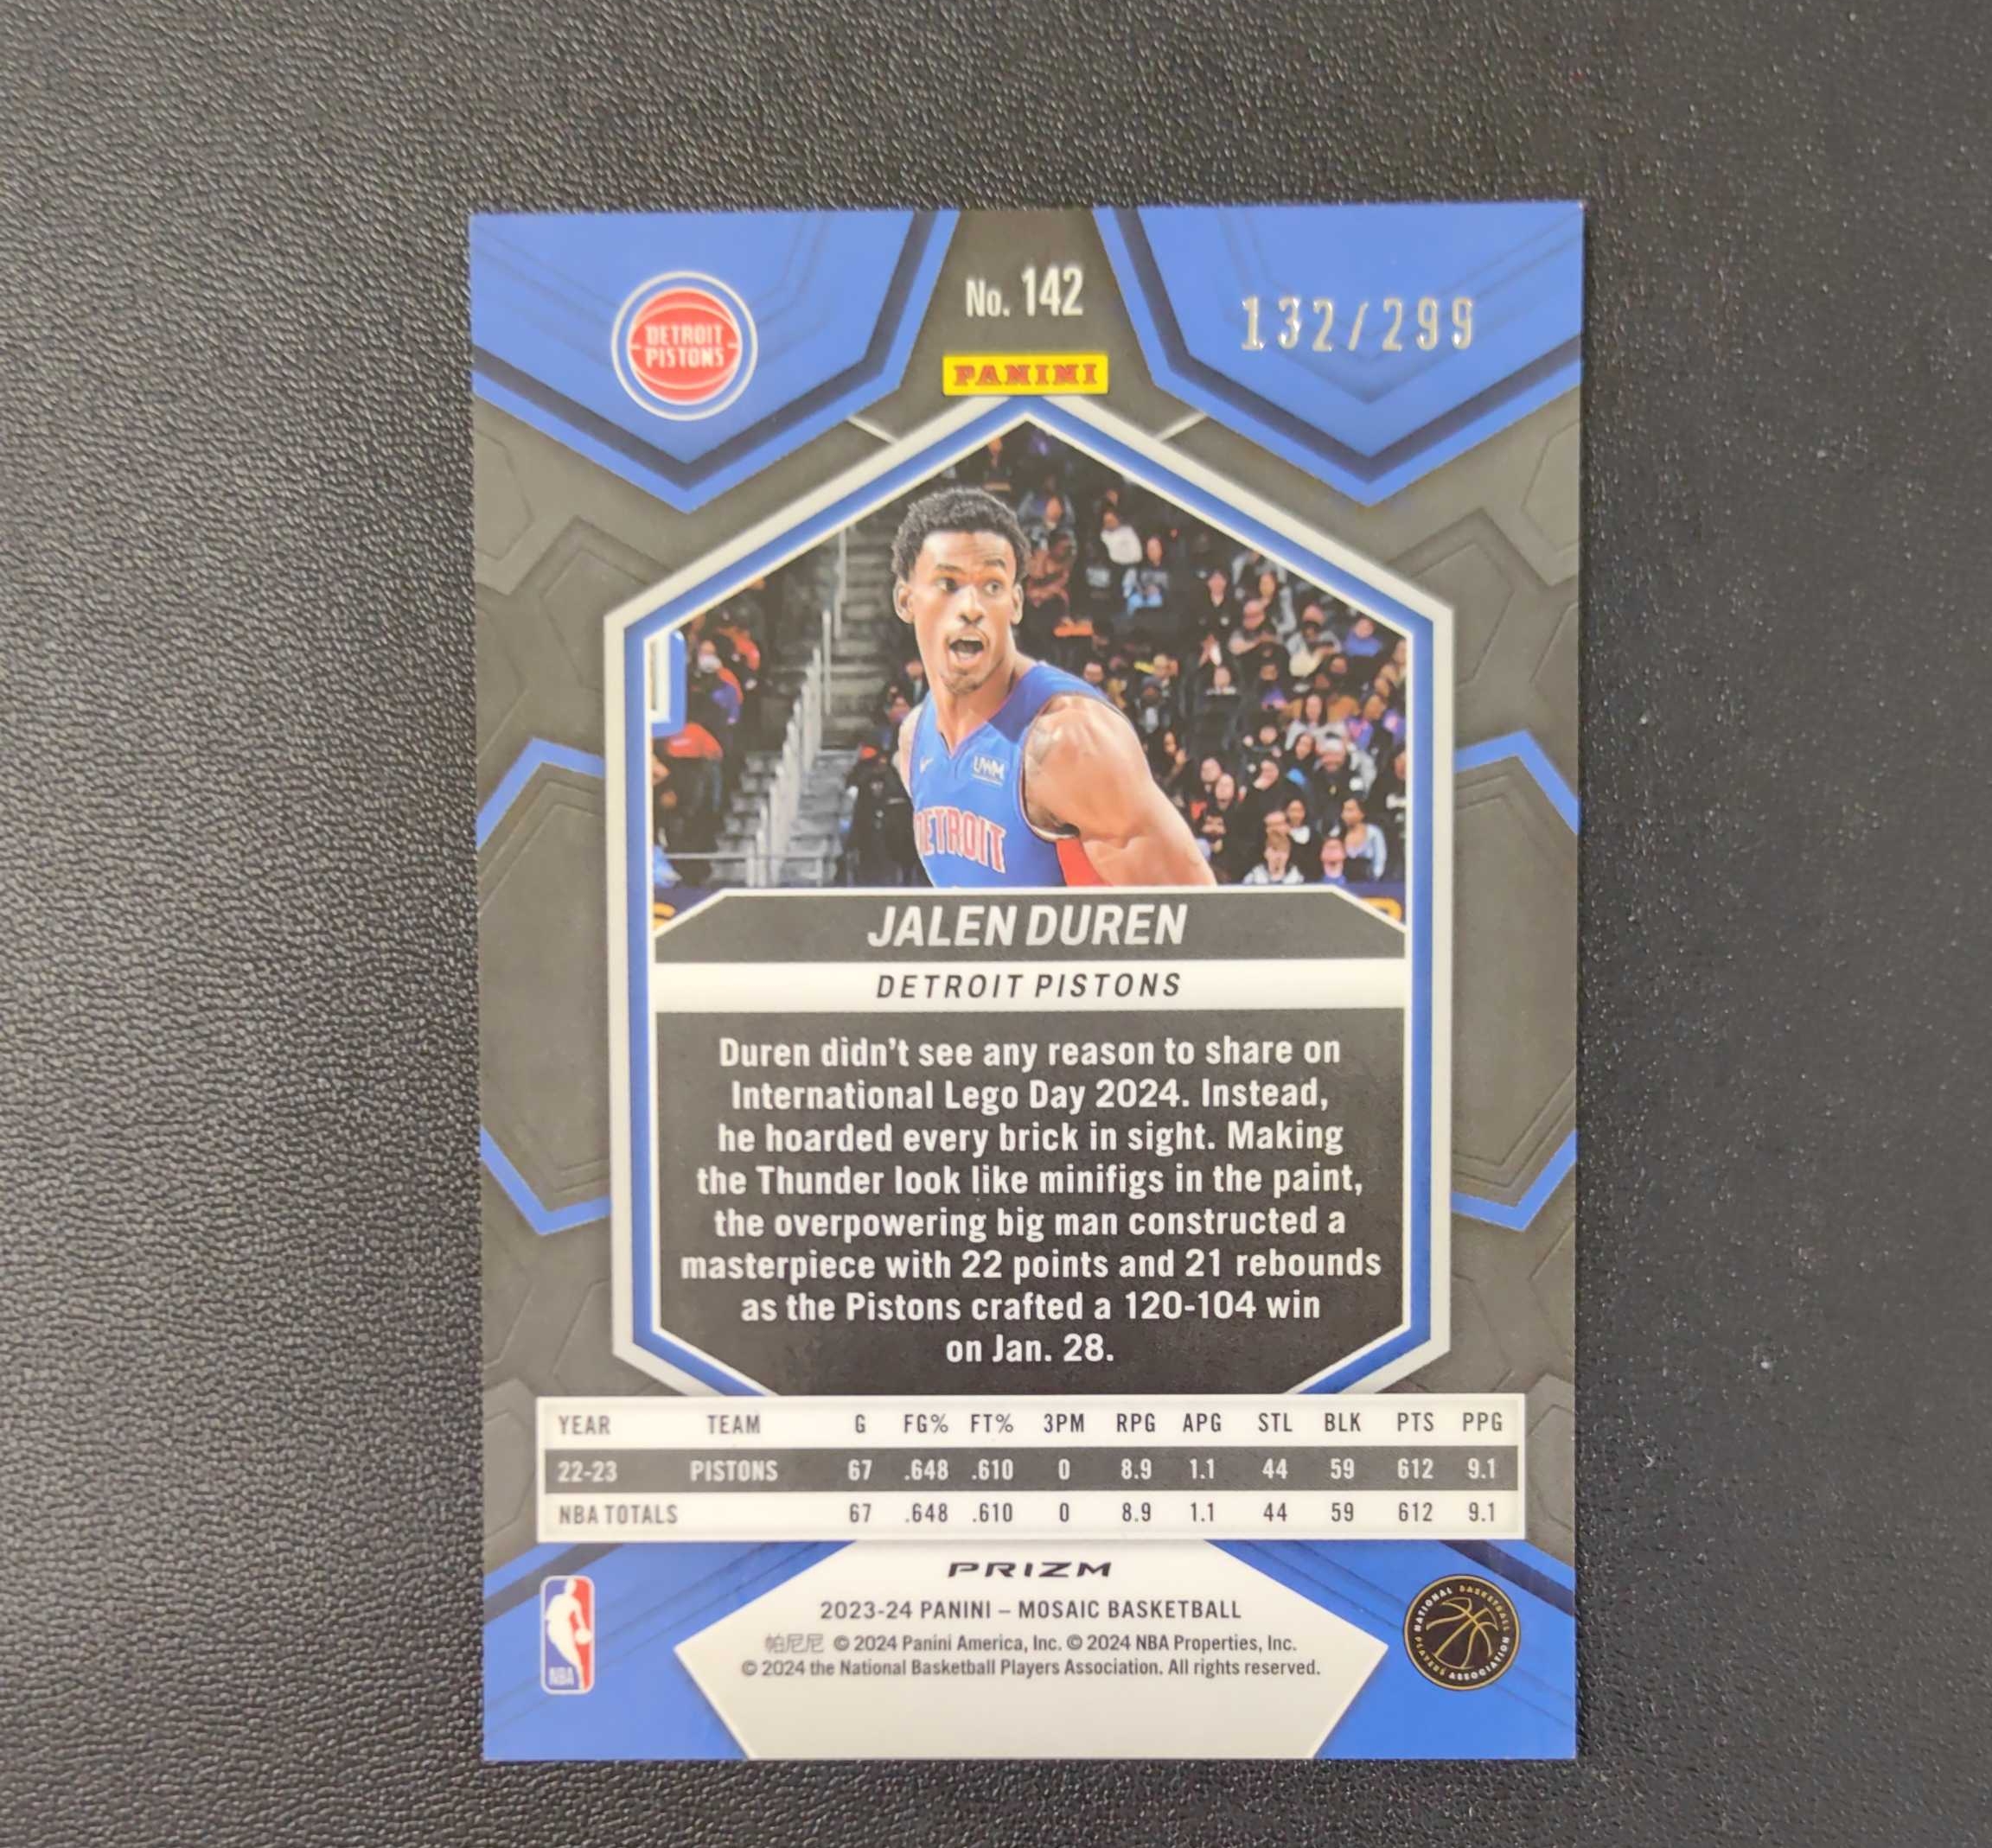 No. 142
132/299
DETROIT
PISTONS
PANINI
UWM
DETROIT
JALEN DUREN
DETROIT PISTONS
Duren didn't see any reason to share on
International Lego Day 2024. Instead,
he hoarded every brick in sight. Making
the Thunder look like minifigs in the paint,
the overpowering big man constructed a
masterpiece with 22 points and 21 rebounds
as the Pistons crafted a 120-104 win
on Jan. 28.
YEAR TEAM G FG% FT% 3PM RPG APG STL BLK PTS PPG
22-23 PISTONS 67 .648 .610 0 8.9 1.1 44 59 612 9.1
NBA TOTALS 67 .648 .610 0 8.9 1.1 44 59 612 9.1
PRIZM
2023-24 PANINI – MOSAIC BASKETBALL
帕尼尼 © 2024 Panini America, Inc. © 2024 NBA Properties, Inc.
© 2024 the National Basketball Players Association. All rights reserved.
NBA
NATIONAL BASKETBALL PLAYERS ASSOCIATION